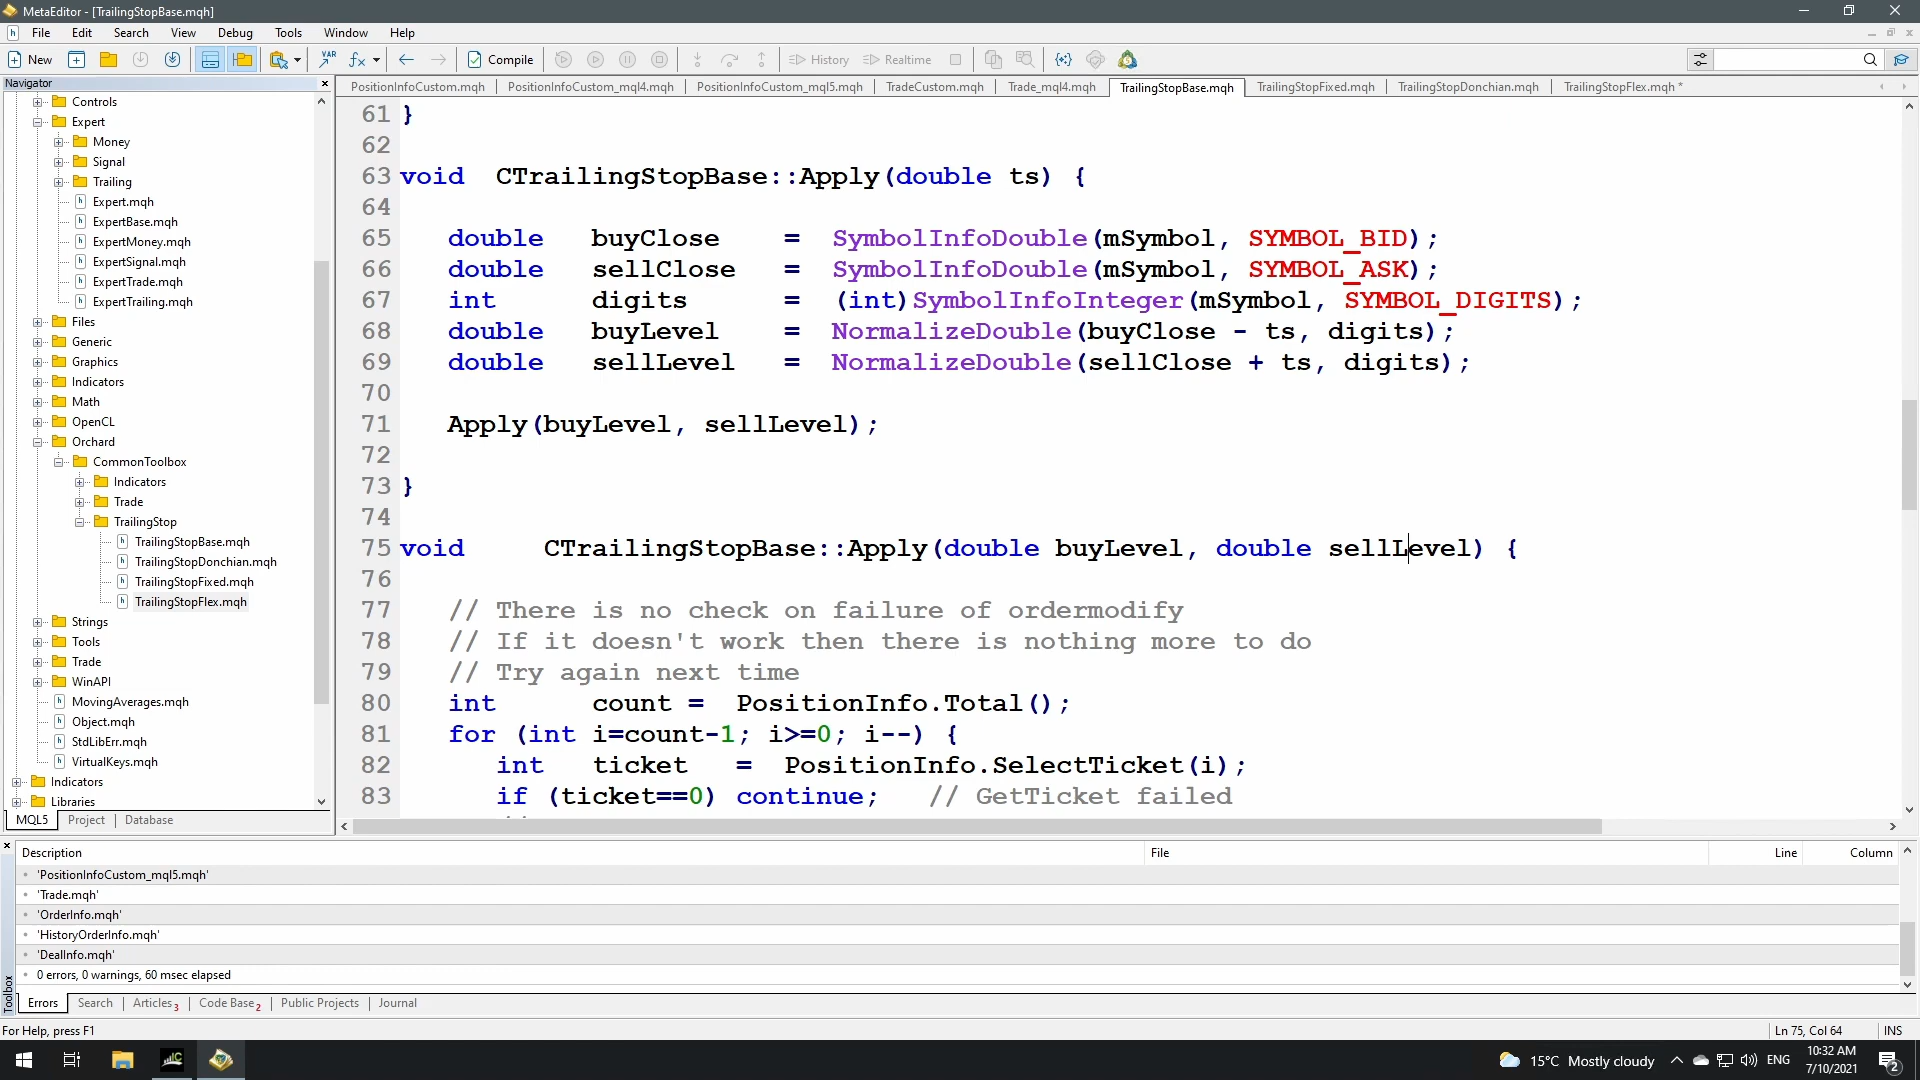 MetaEditor - [TrailingStopBase.mqh]
File Edit Search View Debug Tools Window Help
New VAR Compile History Realtime
Navigator
PositionInfoCustom.mqh PositionInfoCustom_mql4.mqh PositionInfoCustom_mql5.mqh TradeCustom.mqh Trade_mql4.mqh TrailingStopBase.mqh TrailingStopFixed.mqh TrailingStopDonchian.mqh TrailingStopFlex.mqh *
Controls
Expert
Money
Signal
Trailing
Expert.mqh
ExpertBase.mqh
ExpertMoney.mqh
ExpertSignal.mqh
ExpertTrade.mqh
ExpertTrailing.mqh
Files
Generic
Graphics
Indicators
Math
OpenCL
Orchard
CommonToolbox
Indicators
Trade
TrailingStop
TrailingStopBase.mqh
TrailingStopDonchian.mqh
TrailingStopFixed.mqh
TrailingStopFlex.mqh
Strings
Tools
Trade
WinAPI
MovingAverages.mqh
Object.mqh
StdLibErr.mqh
VirtualKeys.mqh
Indicators
Libraries
MQL5 Project Database
61 }
62
63 void CTrailingStopBase::Apply(double ts) {
64
65 double buyClose = SymbolInfoDouble(mSymbol, SYMBOL_BID);
66 double sellClose = SymbolInfoDouble(mSymbol, SYMBOL_ASK);
67 int digits = (int)SymbolInfoInteger(mSymbol, SYMBOL_DIGITS);
68 double buyLevel = NormalizeDouble(buyClose - ts, digits);
69 double sellLevel = NormalizeDouble(sellClose + ts, digits);
70
71 Apply(buyLevel, sellLevel);
72
73 }
74
75 void CTrailingStopBase::Apply(double buyLevel, double sellLevel) {
76
77 // There is no check on failure of ordermodify
78 // If it doesn't work then there is nothing more to do
79 // Try again next time
80 int count = PositionInfo.Total();
81 for (int i=count-1; i>=0; i--) {
82 int ticket = PositionInfo.SelectTicket(i);
83 if (ticket==0) continue; // GetTicket failed
Description File Line Column
'PositionInfoCustom_mql5.mqh'
'Trade.mqh'
'OrderInfo.mqh'
'HistoryOrderInfo.mqh'
'DealInfo.mqh'
0 errors, 0 warnings, 60 msec elapsed
Toolbox
Errors Search Articles 3 Code Base 2 Public Projects Journal
For Help, press F1 Ln 75, Col 64 INS
15°C Mostly cloudy ENG 10:32 AM
7/10/2021 2